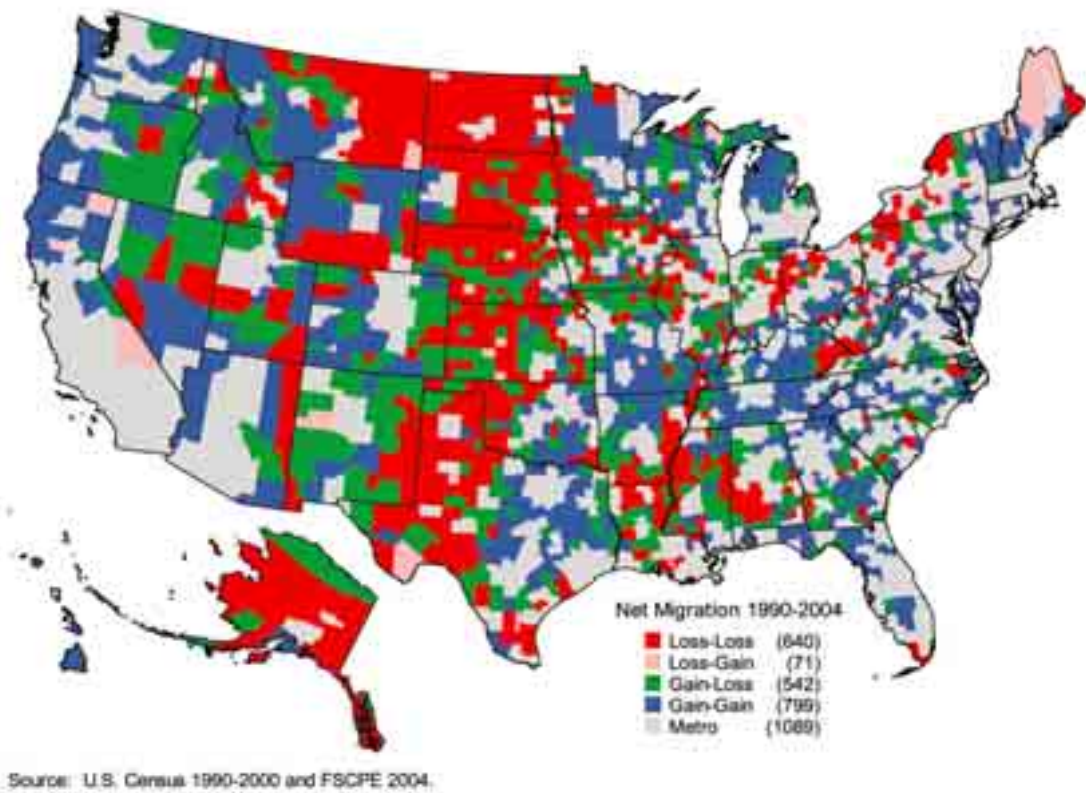 Net Migration 1990-2004
Loss-Loss (640)
Loss-Gain (71)
Gain-Loss (542)
Gain-Gain (799)
Metro (1089)
Source: U.S. Census 1990-2000 and FSCPE 2004.